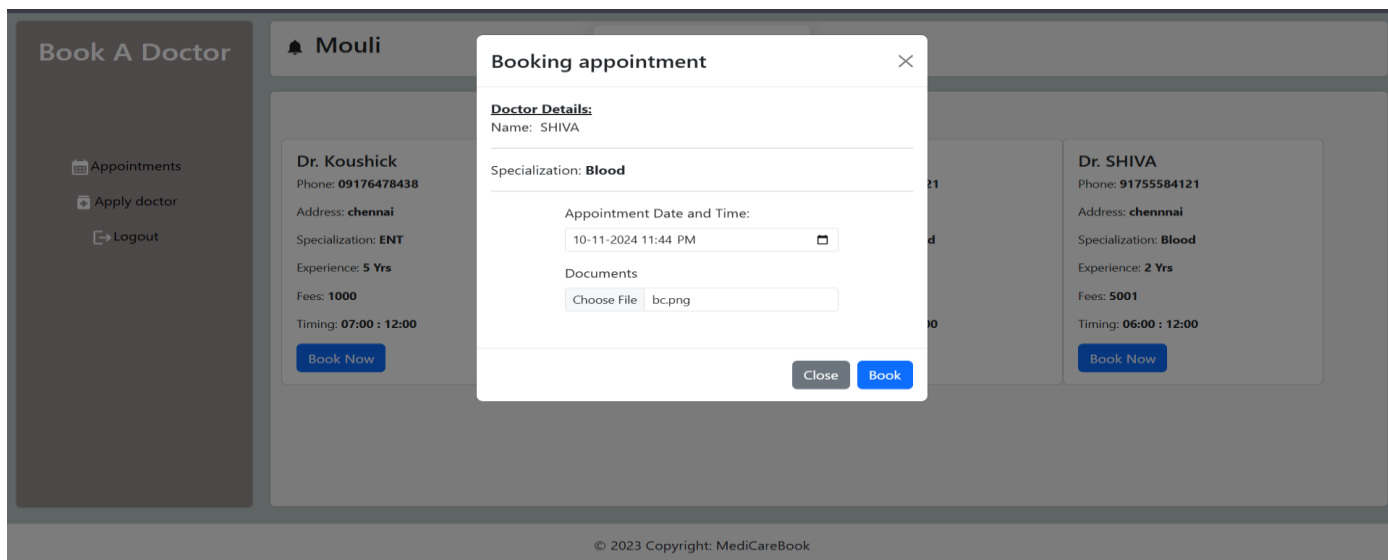 Book A Doctor
Appointments
Apply doctor
Logout
Mouli
Dr. Koushick
Phone: 09176478438
Address: chennai
Specialization: ENT
Experience: 5 Yrs
Fees: 1000
Timing: 07:00 : 12:00
Book Now
Booking appointment
Doctor Details:
Name: SHIVA
Specialization: Blood
Appointment Date and Time:
10-11-2024 11:44 PM
Documents
Choose File bc.png
Close Book
21
d
00
Dr. SHIVA
Phone: 91755584121
Address: chennnai
Specialization: Blood
Experience: 2 Yrs
Fees: 5001
Timing: 06:00 : 12:00
Book Now
© 2023 Copyright: MediCareBook